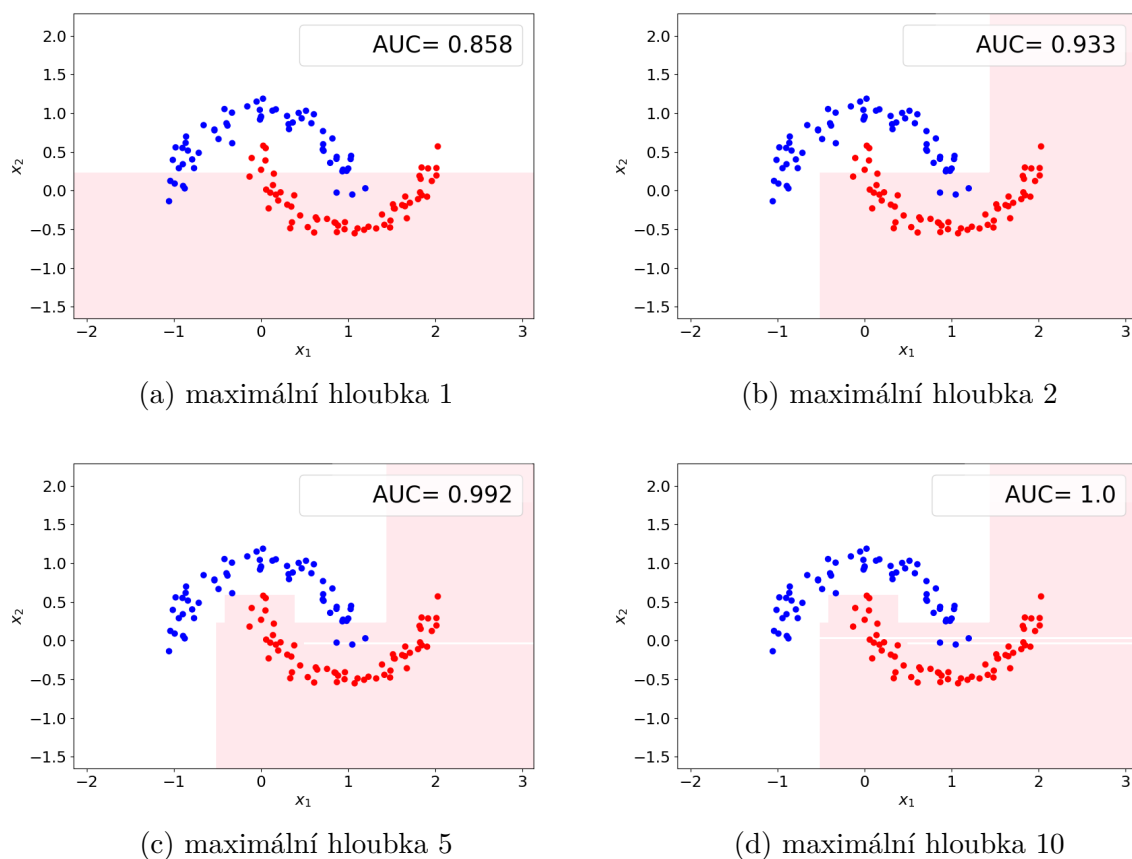 AUC= 0.858
2.0
1.5
1.0
0.5
0.0
−0.5
−1.0
−1.5
x₂
−2 −1 0 1 2 3
x₁
(a) maximální hloubka 1
AUC= 0.933
2.0
1.5
1.0
0.5
0.0
−0.5
−1.0
−1.5
x₂
−2 −1 0 1 2 3
x₁
(b) maximální hloubka 2
AUC= 0.992
2.0
1.5
1.0
0.5
0.0
−0.5
−1.0
−1.5
x₂
−2 −1 0 1 2 3
x₁
(c) maximální hloubka 5
AUC= 1.0
2.0
1.5
1.0
0.5
0.0
−0.5
−1.0
−1.5
x₂
−2 −1 0 1 2 3
x₁
(d) maximální hloubka 10